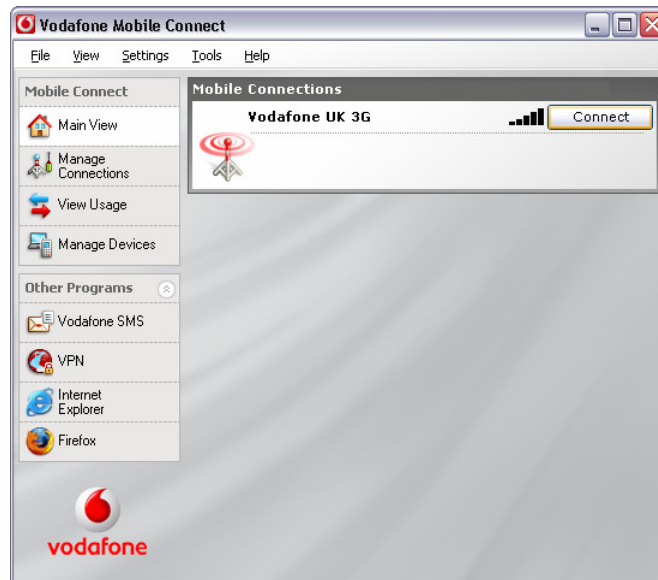 Vodafone Mobile Connect
File View Settings Tools Help
Mobile Connect
Main View
Manage
Connections
View Usage
Manage Devices
Other Programs
Vodafone SMS
VPN
Internet
Explorer
Firefox
vodafone
Mobile Connections
Vodafone UK 3G
Connect